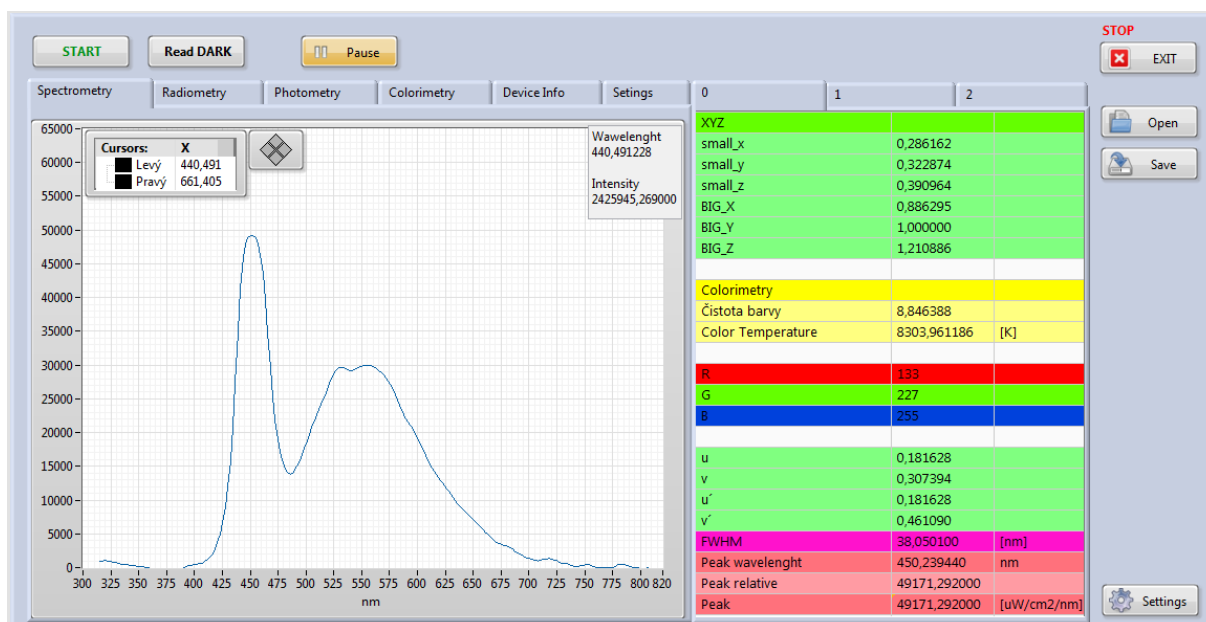 STOP
START Read DARK Pause
EXIT
Spectrometry Radiometry Photometry Colorimetry Device Info Setings
0 1 2
Open
Save
Cursors: X
Levý 440,491
Pravý 661,405
Wawelenght
440,491228
Intensity
2425945,269000
65000
60000
55000
50000
45000
40000
35000
30000
25000
20000
15000
10000
5000
0
300 325 350 375 400 425 450 475 500 525 550 575 600 625 650 675 700 725 750 775 800 820
nm
XYZ
small_x 0,286162
small_y 0,322874
small_z 0,390964
BIG_X 0,886295
BIG_Y 1,000000
BIG_Z 1,210886
Colorimetry
Čistota barvy 8,846388
Color Temperature 8303,961186 [K]
R 133
G 227
B 255
u 0,181628
v 0,307394
u´ 0,181628
v´ 0,461090
FWHM 38,050100 [nm]
Peak wavelenght 450,239440 nm
Peak relative 49171,292000
Peak 49171,292000 [uW/cm2/nm]
Settings